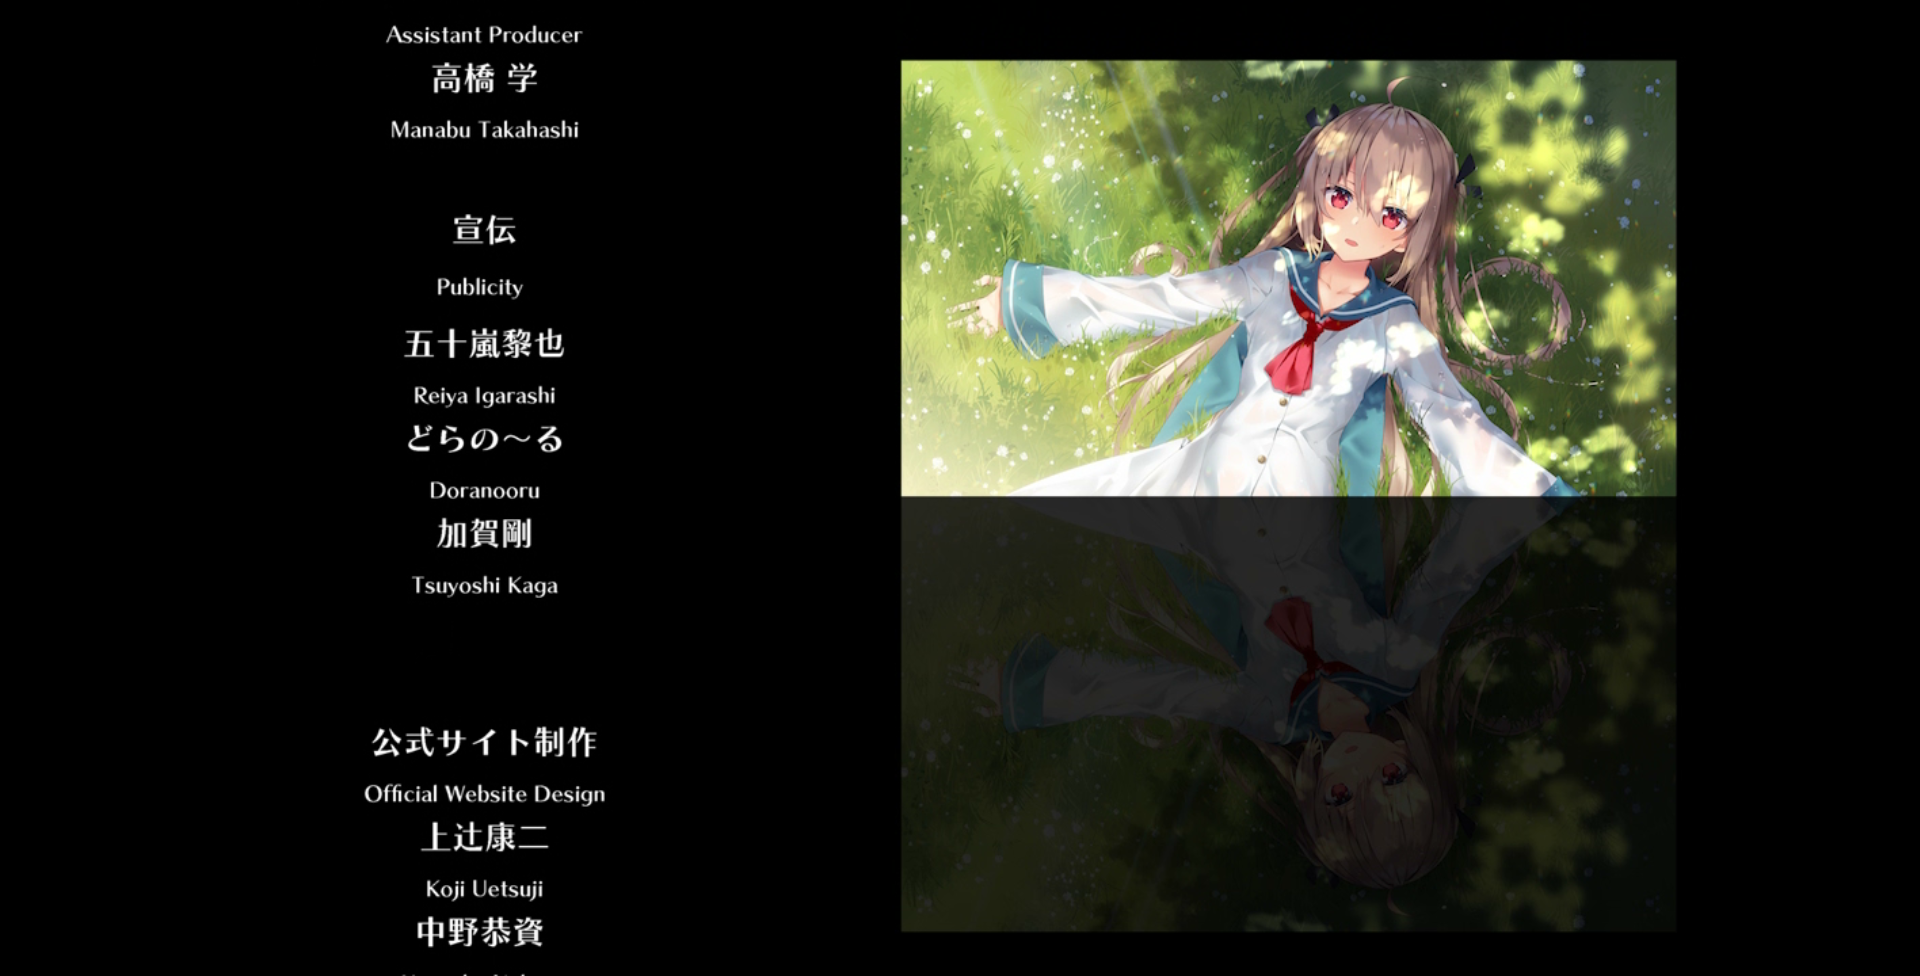 Assistant Producer
高橋 学
Manabu Takahashi
宣伝
Publicity
五十嵐黎也
Reiya Igarashi
どらの〜る
Doranooru
加賀剛
Tsuyoshi Kaga
公式サイト制作
Official Website Design
上辻康二
Koji Uetsuji
中野恭資